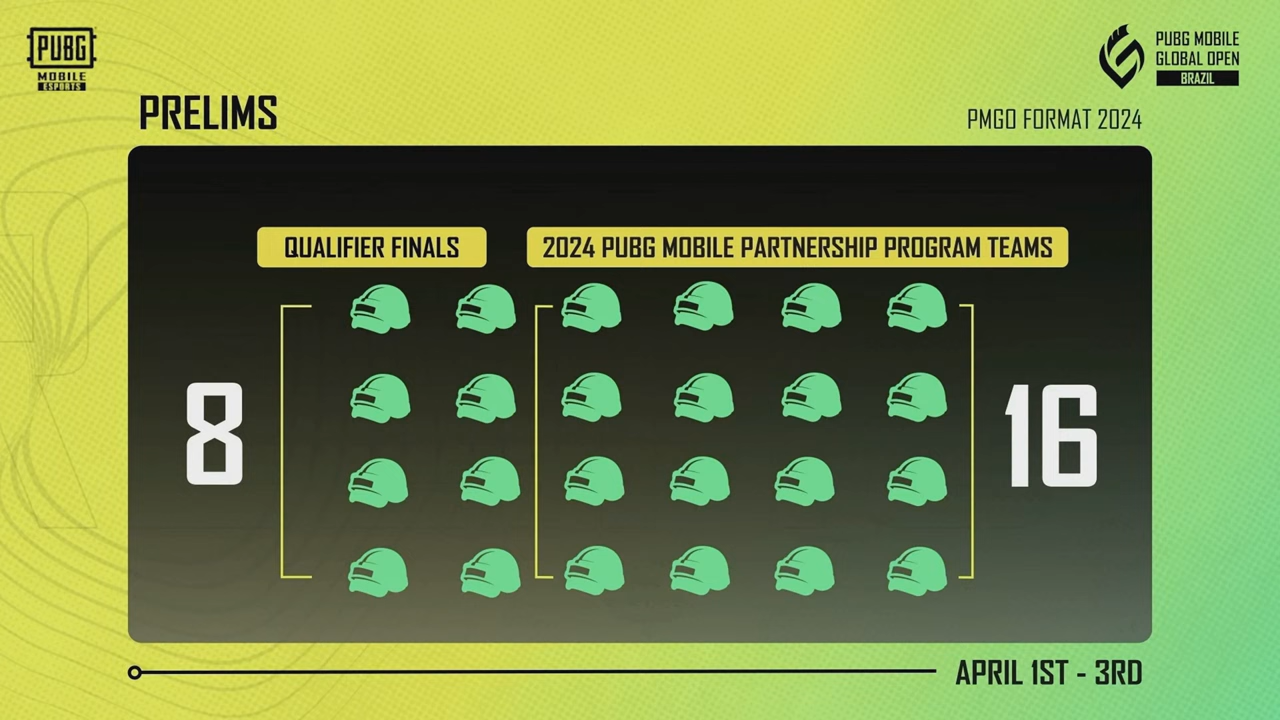 PUBG
MOBILE
ESPORTS
PUBG MOBILE
GLOBAL OPEN
BRAZIL
PRELIMS
PMGO FORMAT 2024
QUALIFIER FINALS
2024 PUBG MOBILE PARTNERSHIP PROGRAM TEAMS
8
16
APRIL 1ST - 3RD